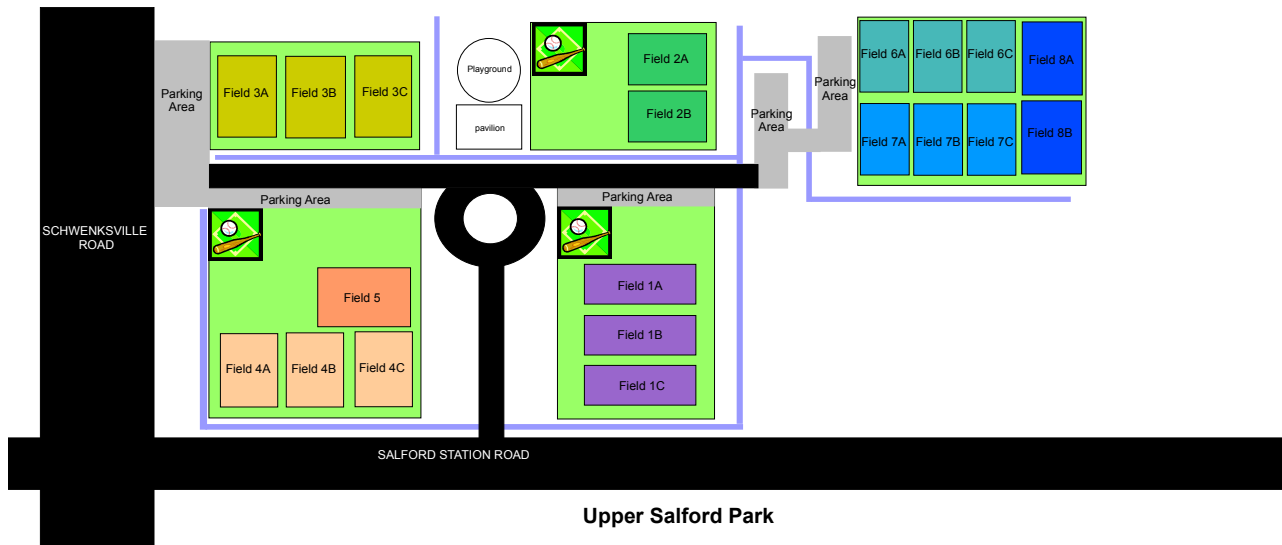 Parking
Area
Field 3A
Field 3B
Field 3C
Playground
pavilion
Field 2A
Field 2B
Parking
Area
Parking
Area
Field 6A
Field 6B
Field 6C
Field 8A
Field 7A
Field 7B
Field 7C
Field 8B
Parking Area
Parking Area
SCHWENKSVILLE
ROAD
Field 5
Field 4A
Field 4B
Field 4C
Field 1A
Field 1B
Field 1C
SALFORD STATION ROAD
Upper Salford Park